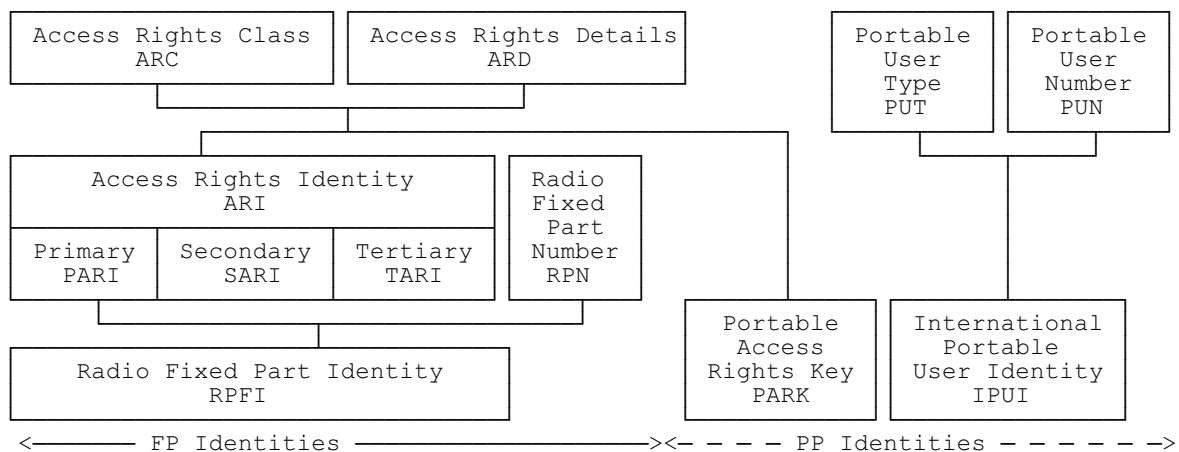 Access Rights Class
ARC
Access Rights Details
ARD
Portable
User
Type
PUT
Portable
User
Number
PUN
Access Rights Identity
ARI
Primary
PARI
Secondary
SARI
Tertiary
TARI
Radio
Fixed
Part
Number
RPN
Portable
Access
Rights Key
PARK
International
Portable
User Identity
IPUI
Radio Fixed Part Identity
RPFI
<─────── FP Identities ────────────────────><─ ─ ─ ─ PP Identities ─ ─ ─ ─ ─ ─>